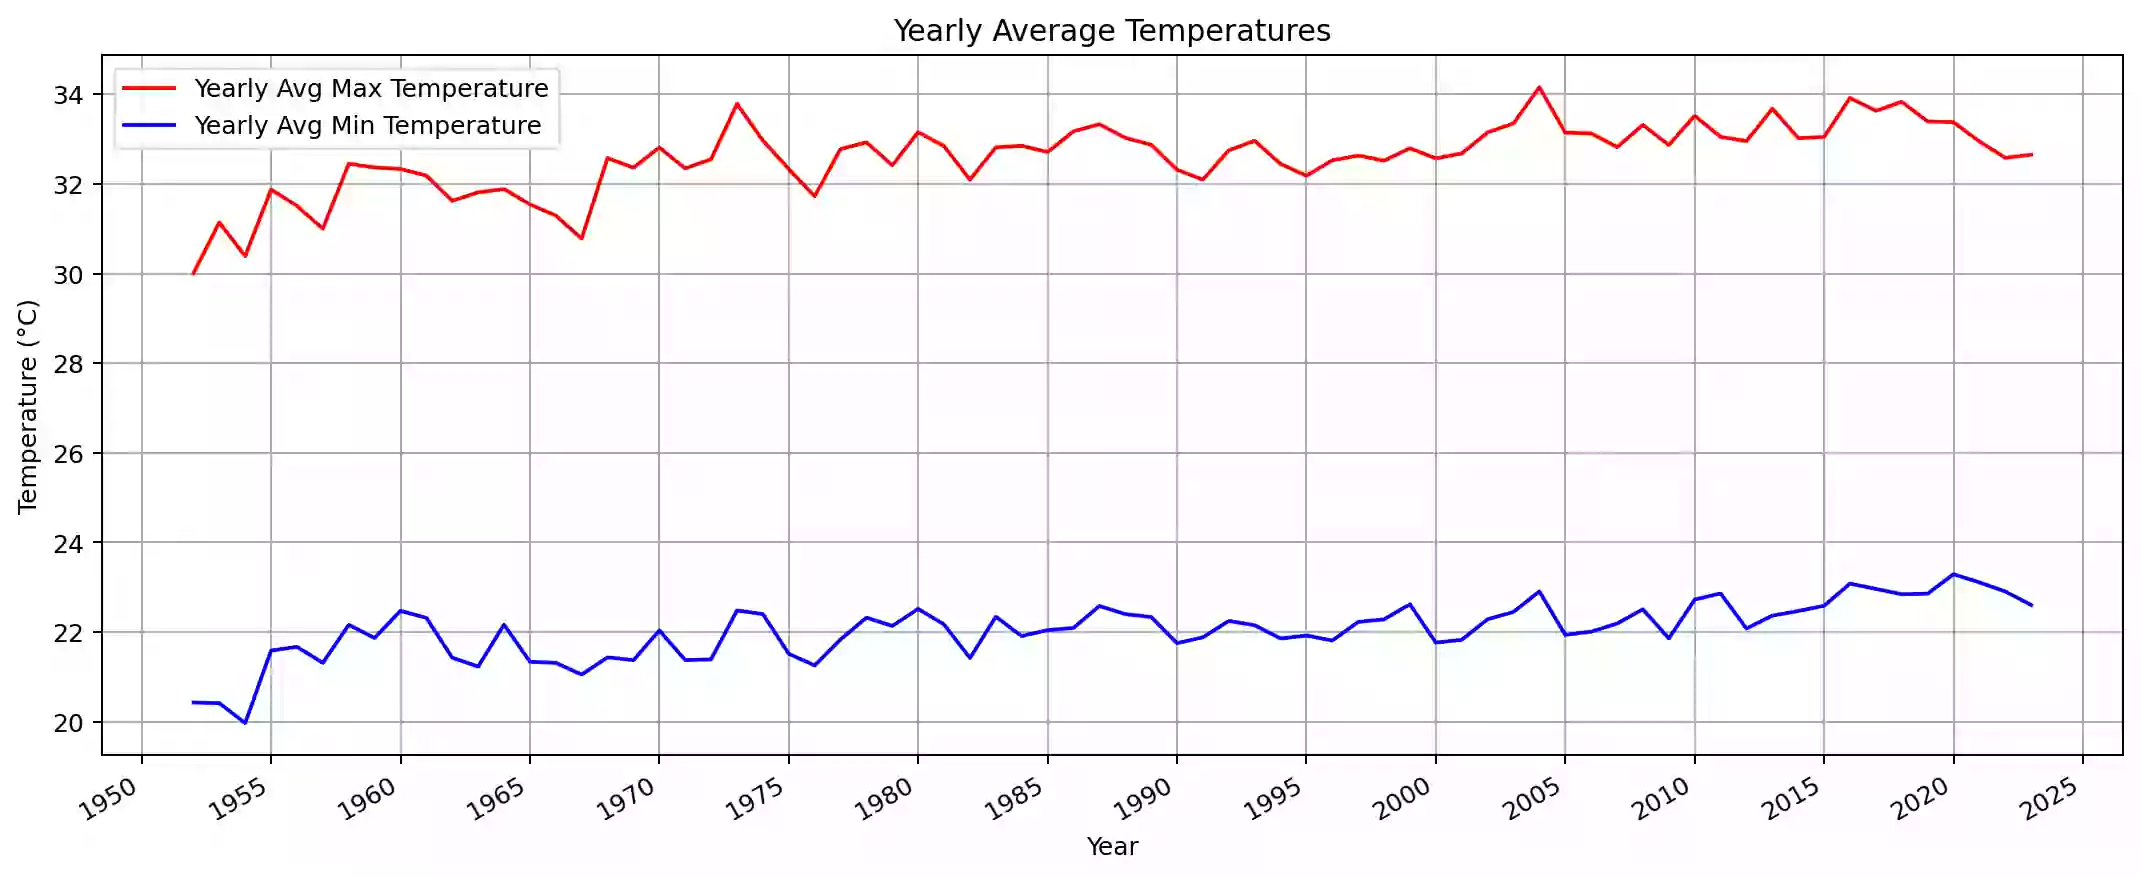 Yearly Average Temperatures
Yearly Avg Max Temperature
Yearly Avg Min Temperature
34
32
30
28
26
24
22
20
Temperature (°C)
1950 1955 1960 1965 1970 1975 1980 1985 1990 1995 2000 2005 2010 2015 2020 2025
Year